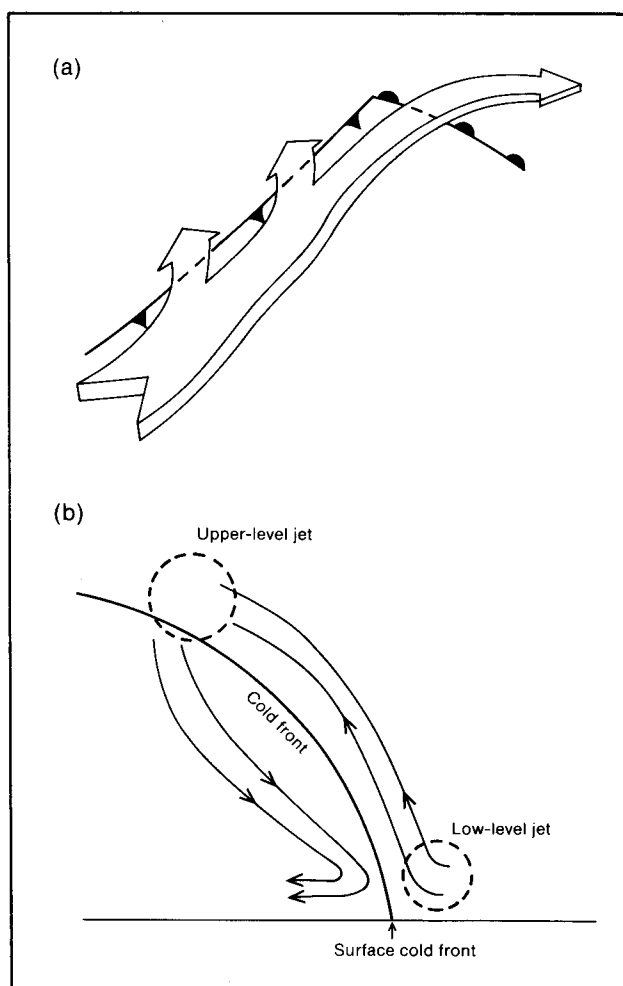 (a)
(b)
Upper-level jet
Cold front
Low-level jet
Surface cold front